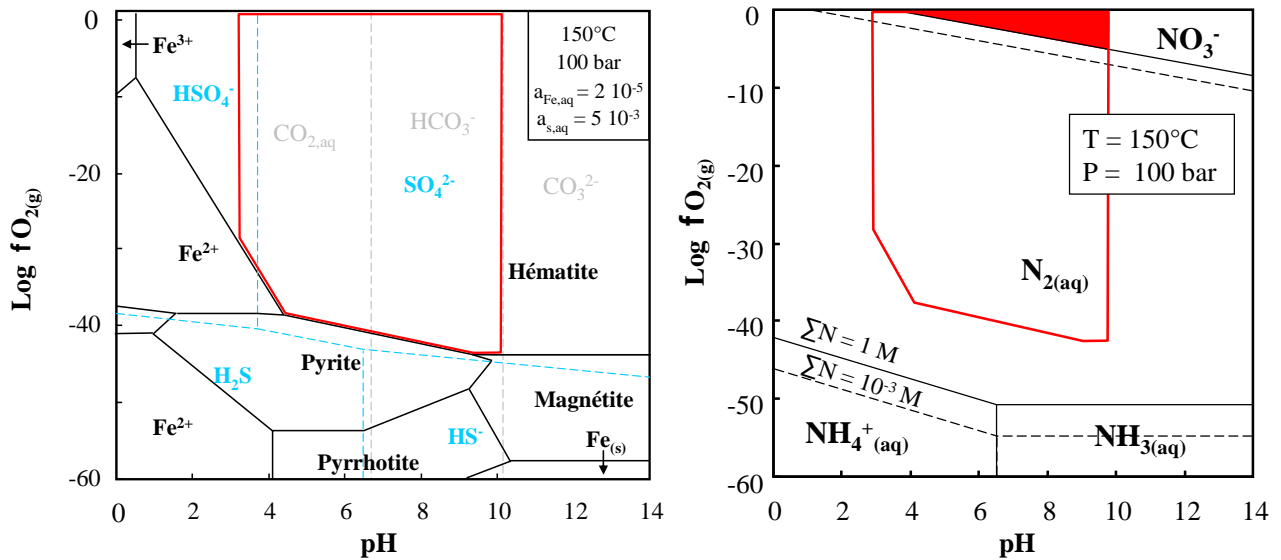 0
-20
-40
-60
Log fO2(g)
Fe³⁺
HSO₄⁻
CO₂,aq
HCO₃⁻
SO₄²⁻
CO₃²⁻
150°C
100 bar
aFe,aq = 2 10⁻⁵
as,aq = 5 10⁻³
Fe²⁺
Hématite
Pyrite
H₂S
Magnétite
Fe²⁺
HS⁻
Fe(s)
Pyrrhotite
0 2 4 6 8 10 12 14
pH
0
-10
-20
-30
-40
-50
-60
Log fO2(g)
NO₃⁻
T = 150°C
P = 100 bar
N₂(aq)
∑N = 1 M
∑N = 10⁻³ M
NH₄⁺(aq)
NH₃(aq)
0 2 4 6 8 10 12 14
pH